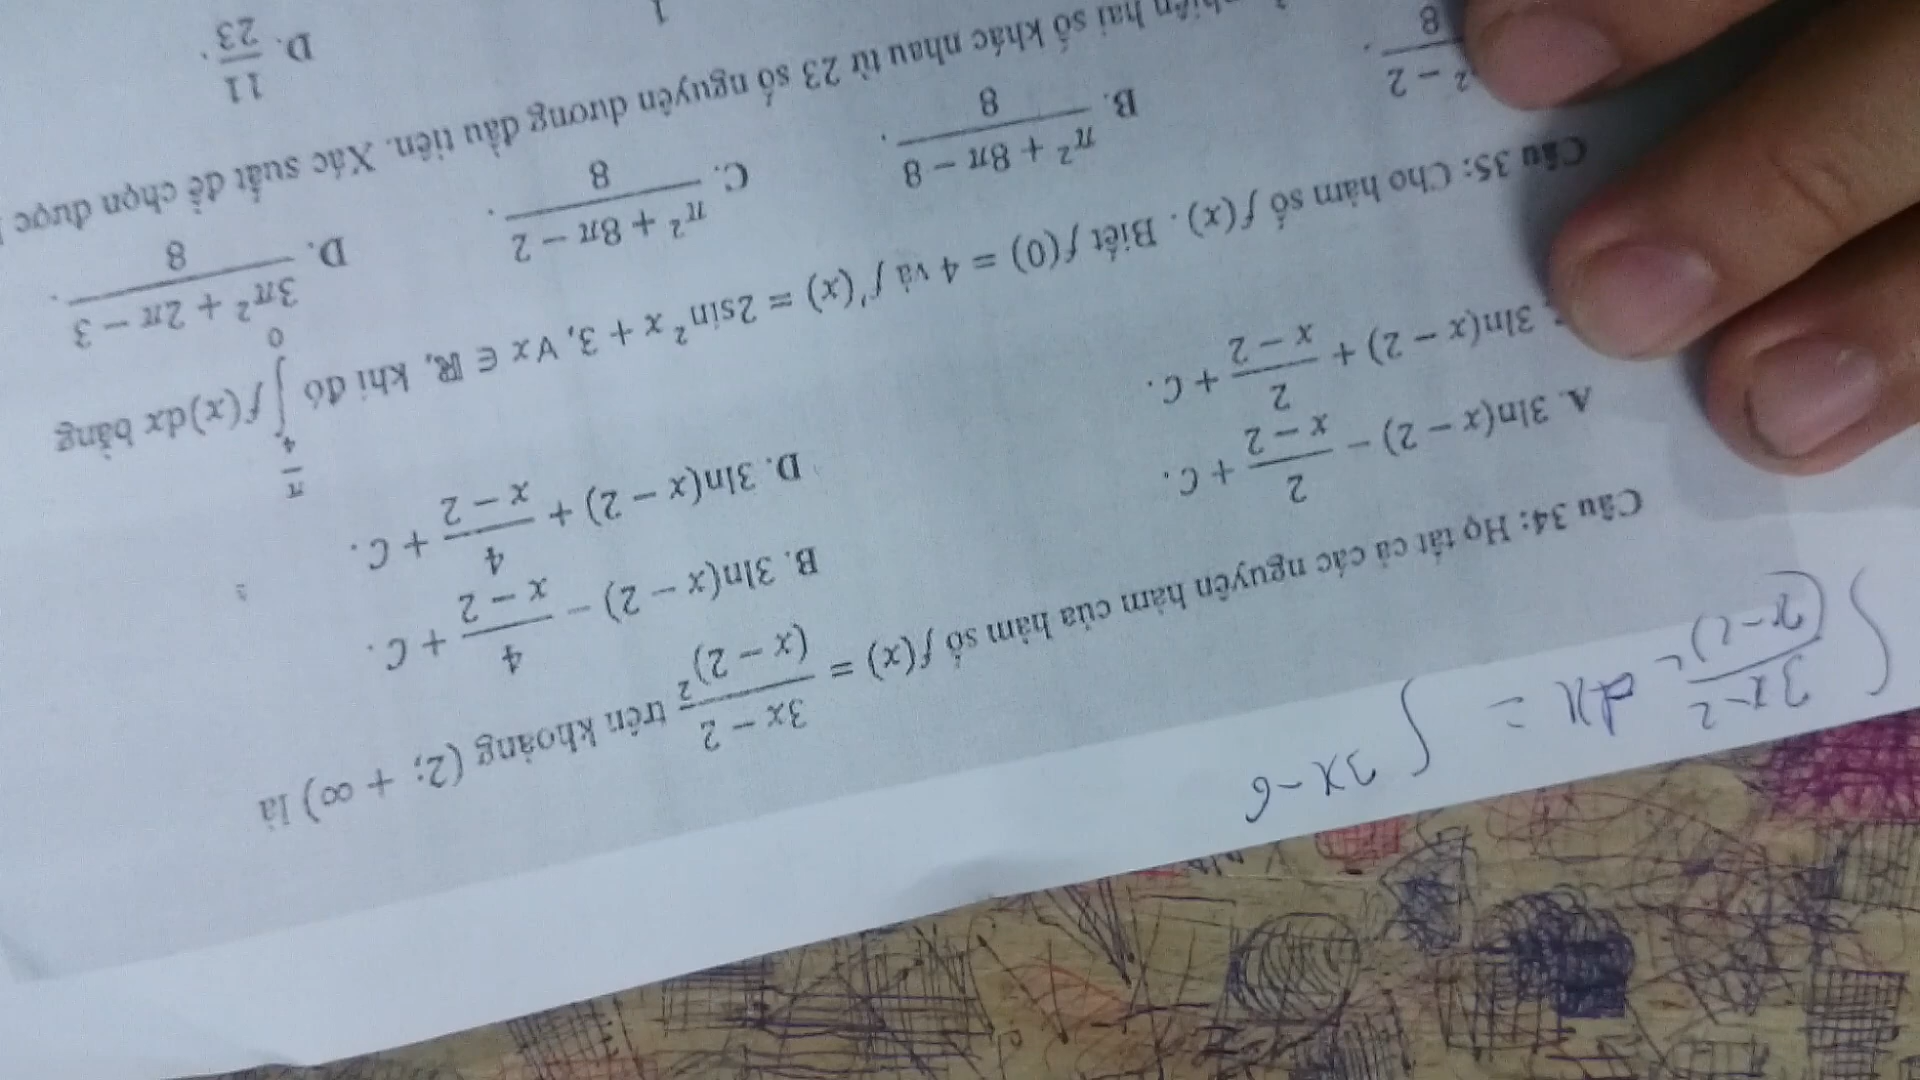 ∫ (3x-2)/(x-2)² dx = ∫ 3x-6
Câu 34: Họ tất cả các nguyên hàm của hàm số f(x) = (3x - 2)/(x - 2)² trên khoảng (2; + ∞) là
A. 3ln(x - 2) - 2/(x - 2) + C. B. 3ln(x - 2) - 4/(x - 2) + C.
3ln(x - 2) + 2/(x - 2) + C. D. 3ln(x - 2) + 4/(x - 2) + C.
Câu 35: Cho hàm số f(x). Biết f(0) = 4 và f'(x) = 2sin²x + 3, ∀x ∈ ℝ, khi đó ∫₀^(π/4) f(x)dx bằng
² - 2/8. B. (π² + 8π - 8)/8. C. (π² + 8π - 2)/8. D. (3π² + 2π - 3)/8.
hai số khác nhau từ 23 số nguyên dương đầu tiên. Xác suất để chọn được
D. 11/23.